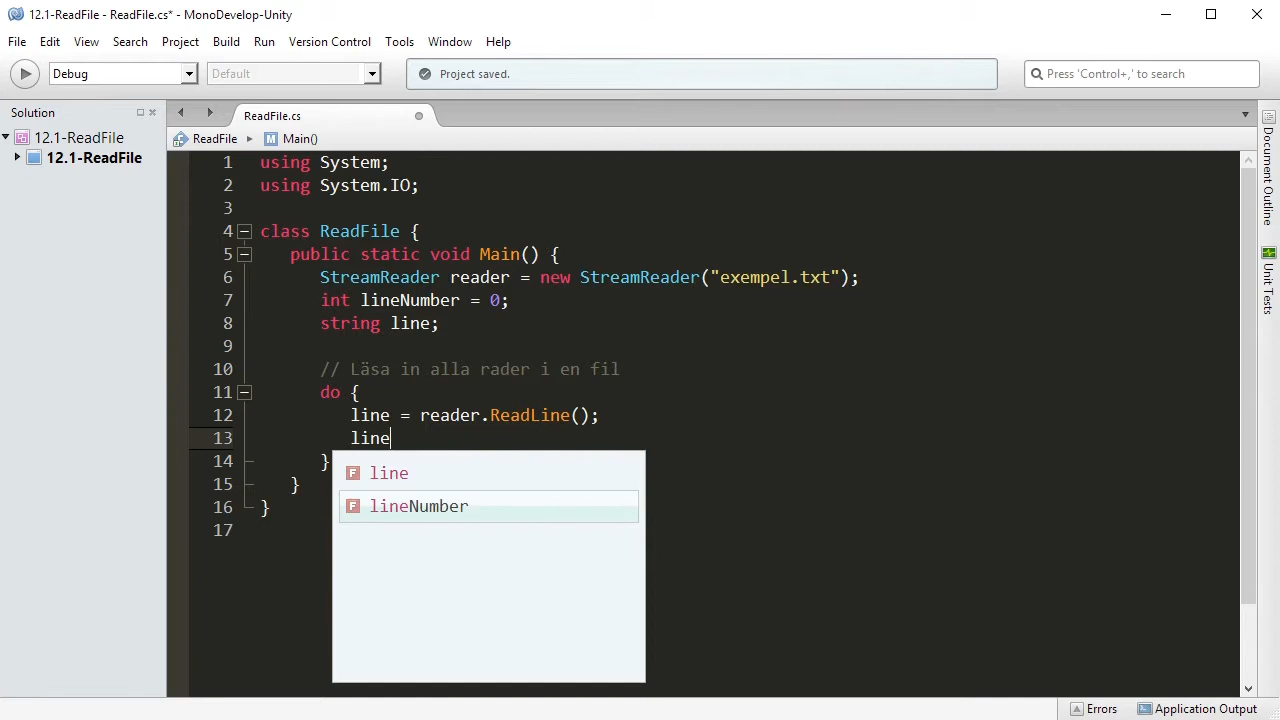 12.1-ReadFile - ReadFile.cs* - MonoDevelop-Unity
File Edit View Search Project Build Run Version Control Tools Window Help
Debug Default Project saved. Press 'Control+,' to search
Solution
12.1-ReadFile
12.1-ReadFile
ReadFile.cs
ReadFile Main()
1 using System;
2 using System.IO;
3
4 class ReadFile {
5 public static void Main() {
6 StreamReader reader = new StreamReader("exempel.txt");
7 int lineNumber = 0;
8 string line;
9
10 // Läsa in alla rader i en fil
11 do {
12 line = reader.ReadLine();
13 line
14 }
15 }
16 }
17
F line
F lineNumber
Document Outline
Unit Tests
Errors Application Output